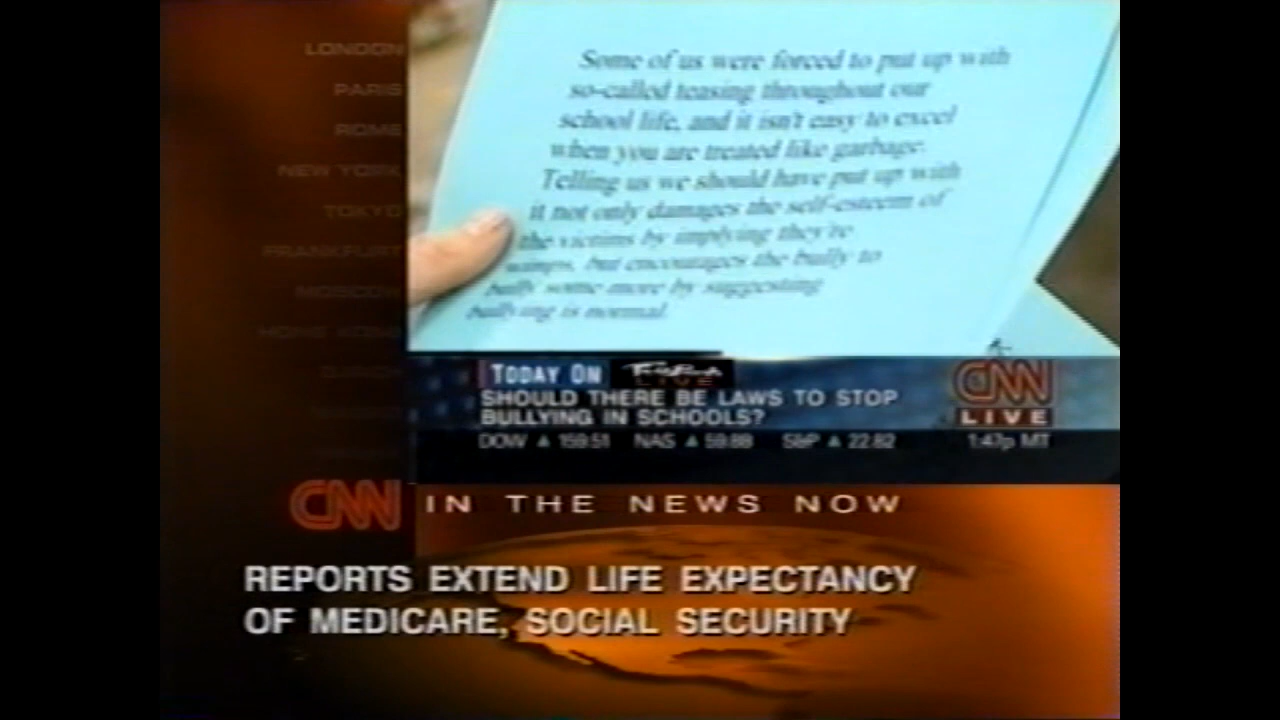 LONDON
PARIS
ROME
NEW YORK
TOKYO
FRANKFURT
MOSCOW
HONG KONG
ZURICH
Some of us were forced to put up with
so-called teasing throughout our
school life, and it isn't easy to excel
when you are treated like garbage.
Telling us we should have put up with
it not only damages the self-esteem of
the victims by implying they're
wimps, but encourages the bully to
bully some more by suggesting
bullying is normal.
TODAY ON LIVE
SHOULD THERE BE LAWS TO STOP
BULLYING IN SCHOOLS?
CNN
LIVE
DOW ▲ 159.51 NAS ▲ 59.88 S&P ▲ 22.82 1:47p MT
CNN IN THE NEWS NOW
REPORTS EXTEND LIFE EXPECTANCY
OF MEDICARE, SOCIAL SECURITY